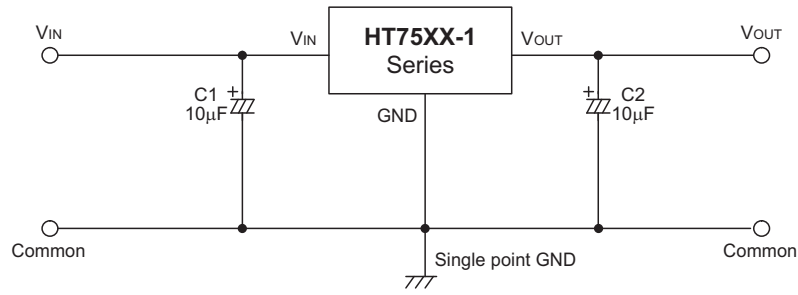 VIN
VIN
HT75XX-1
Series
VOUT
VOUT
C1 +
10µF
GND
+ C2
10µF
Common
Single point GND
Common